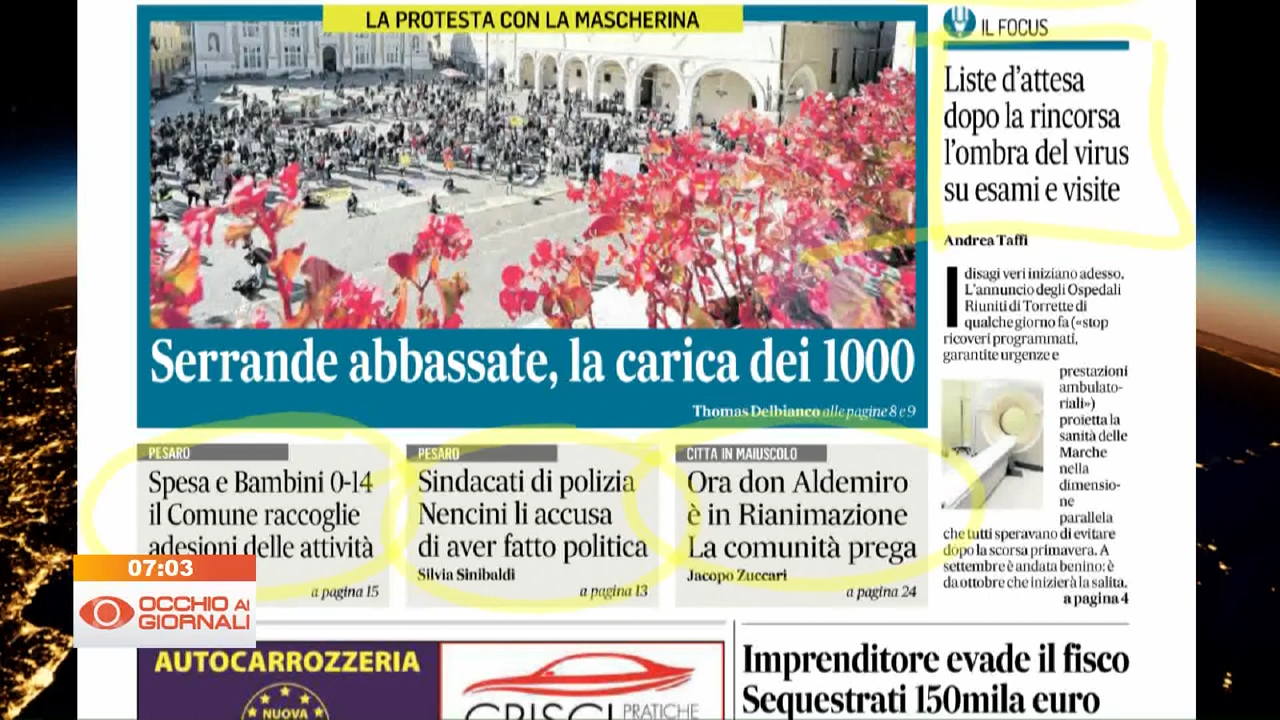 LA PROTESTA CON LA MASCHERINA
Serrande abbassate, la carica dei 1000
Thomas Delbianco alle pagine 8 e 9
IL FOCUS
Liste d'attesa
dopo la rincorsa
l'ombra del virus
su esami e visite
Andrea Taffi
I disagi veri iniziano adesso.
L'annuncio degli Ospedali
Riuniti di Torrette di
qualche giorno fa («stop
ricoveri programmati,
garantite urgenze e
prestazioni
ambulato-
riali»)
proietta la
sanità delle
Marche
nella
dimensio-
ne
parallela
che tutti speravano di evitare
dopo la scorsa primavera. A
settembre è andata benino: è
da ottobre che inizierà la salita.
a pagina 4
PESARO
Spesa e Bambini 0-14
il Comune raccoglie
adesioni delle attività
a pagina 15
PESARO
Sindacati di polizia
Nencini li accusa
di aver fatto politica
Silvia Sinibaldi
a pagina 13
CITTÀ IN MAIUSCOLO
Ora don Aldemiro
è in Rianimazione
La comunità prega
Jacopo Zuccari
a pagina 24
07:03
OCCHIO AI
GIORNALI
AUTOCARROZZERIA
NUOVA
GRISCI PRATICHE
Imprenditore evade il fisco
Sequestrati 150mila euro